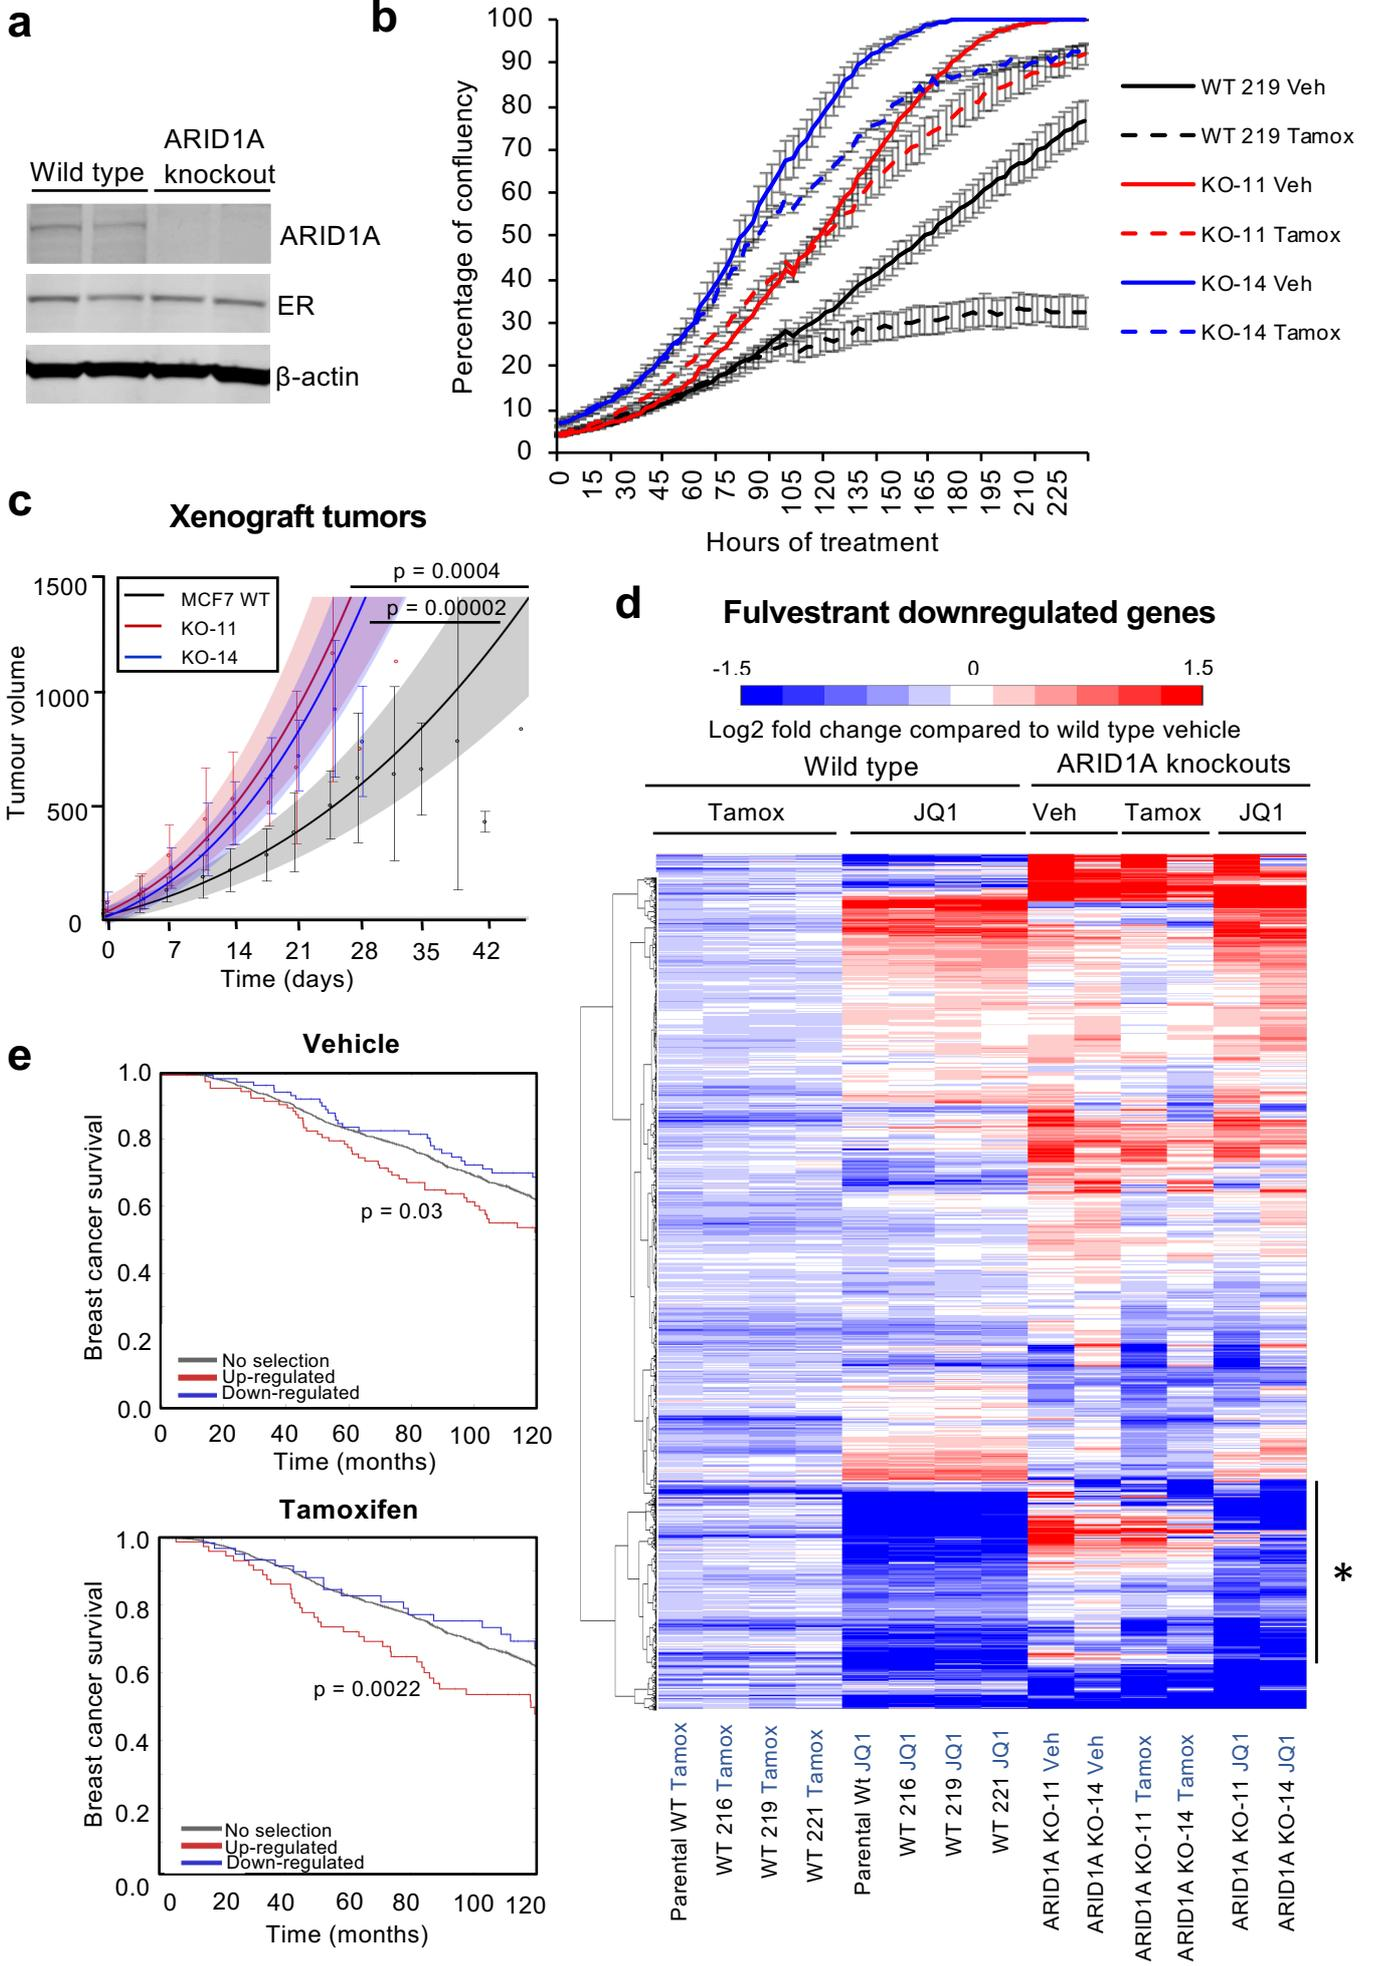 a
Wild type
ARID1A
knockout
ARID1A
ER
β-actin
b
Percentage of confluency
100
90
80
70
60
50
40
30
20
10
0
0 15 30 45 60 75 90 105 120 135 150 165 180 195 210 225
Hours of treatment
WT 219 Veh
WT 219 Tamox
KO-11 Veh
KO-11 Tamox
KO-14 Veh
KO-14 Tamox
c
Xenograft tumors
Tumour volume
1500
1000
500
0
MCF7 WT
KO-11
KO-14
p = 0.0004
p = 0.00002
0 7 14 21 28 35 42
Time (days)
d
Fulvestrant downregulated genes
-1.5 0 1.5
Log2 fold change compared to wild type vehicle
Wild type ARID1A knockouts
Tamox JQ1 Veh Tamox JQ1
*
Parental WT Tamox
WT 216 Tamox
WT 219 Tamox
WT 221 Tamox
Parental Wt JQ1
WT 216 JQ1
WT 219 JQ1
WT 221 JQ1
ARID1A KO-11 Veh
ARID1A KO-14 Veh
ARID1A KO-11 Tamox
ARID1A KO-14 Tamox
ARID1A KO-11 JQ1
ARID1A KO-14 JQ1
e
Vehicle
Breast cancer survival
1.0
0.8
0.6
0.4
0.2
0.0
p = 0.03
No selection
Up-regulated
Down-regulated
0 20 40 60 80 100 120
Time (months)
Tamoxifen
Breast cancer survival
1.0
0.8
0.6
0.4
0.2
0.0
p = 0.0022
No selection
Up-regulated
Down-regulated
0 20 40 60 80 100 120
Time (months)